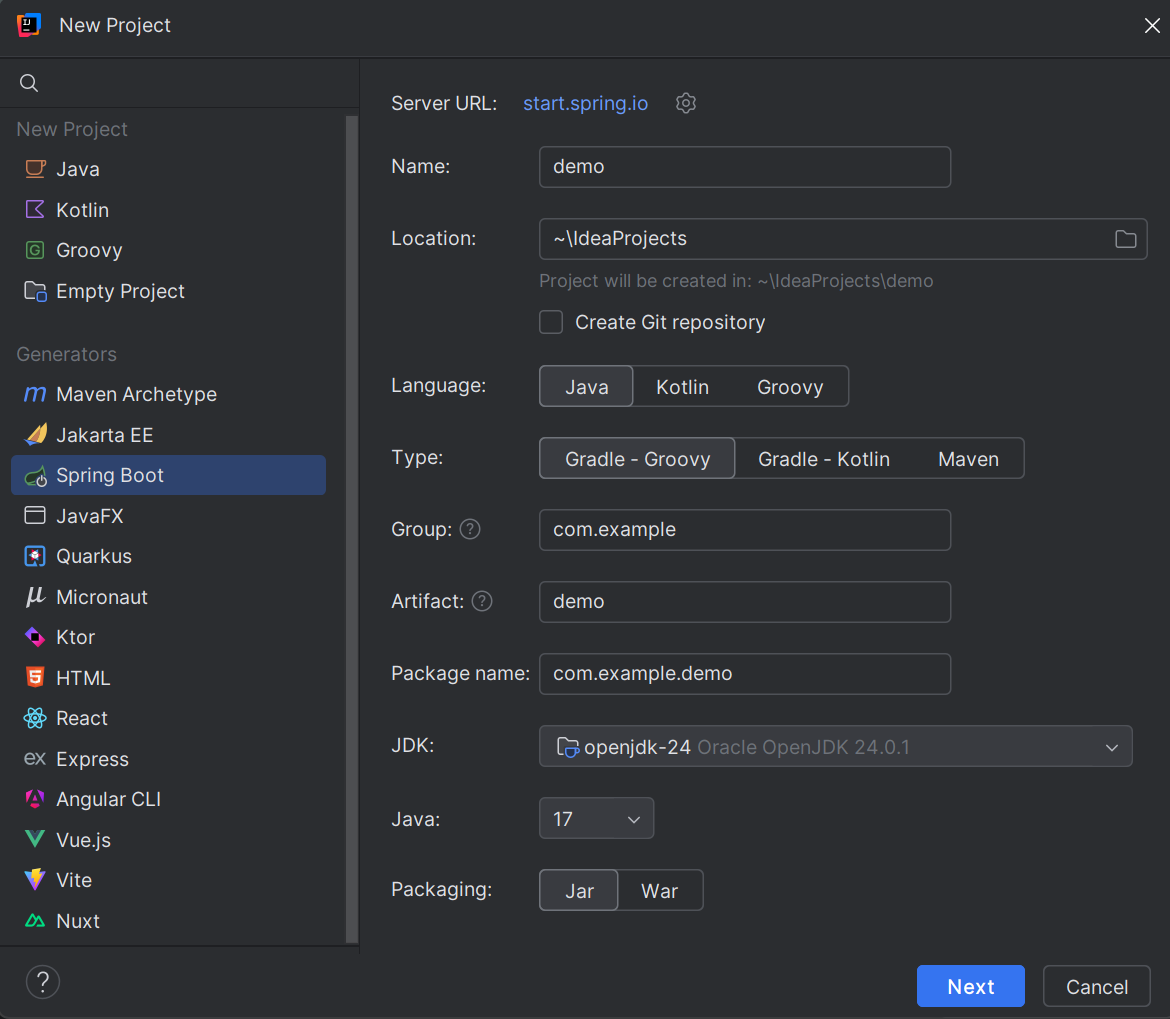 New Project
New Project
Java
Kotlin
Groovy
Empty Project
Generators
Maven Archetype
Jakarta EE
Spring Boot
JavaFX
Quarkus
Micronaut
Ktor
HTML
React
Express
Angular CLI
Vue.js
Vite
Nuxt
Server URL: start.spring.io
Name: demo
Location: ~\IdeaProjects
Project will be created in: ~\IdeaProjects\demo
Create Git repository
Language: Java Kotlin Groovy
Type: Gradle - Groovy Gradle - Kotlin Maven
Group: ? com.example
Artifact: ? demo
Package name: com.example.demo
JDK: openjdk-24 Oracle OpenJDK 24.0.1
Java: 17
Packaging: Jar War
? Next Cancel